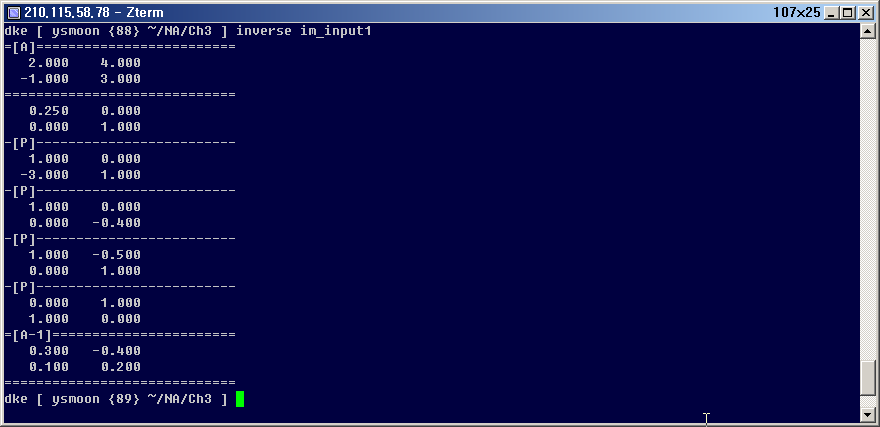 210.115.58.78 - Zterm 107×25
dke [ ysmoon {88} ~/NA/Ch3 ] inverse im_input1
=[A]=========================
   2.000    4.000
  -1.000    3.000
=============================
   0.250    0.000
   0.000    1.000
-[P]-------------------------
   1.000    0.000
  -3.000    1.000
-[P]-------------------------
   1.000    0.000
   0.000   -0.400
-[P]-------------------------
   1.000   -0.500
   0.000    1.000
-[P]-------------------------
   0.000    1.000
   1.000    0.000
=[A-1]=======================
   0.300   -0.400
   0.100    0.200
=============================
dke [ ysmoon {89} ~/NA/Ch3 ]